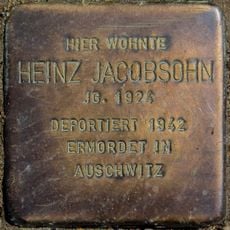 HIER WOHNTE
HEINZ JACOBSOHN
JG. 1924
DEPORTIERT 1942
ERMORDET IN
AUSCHWITZ